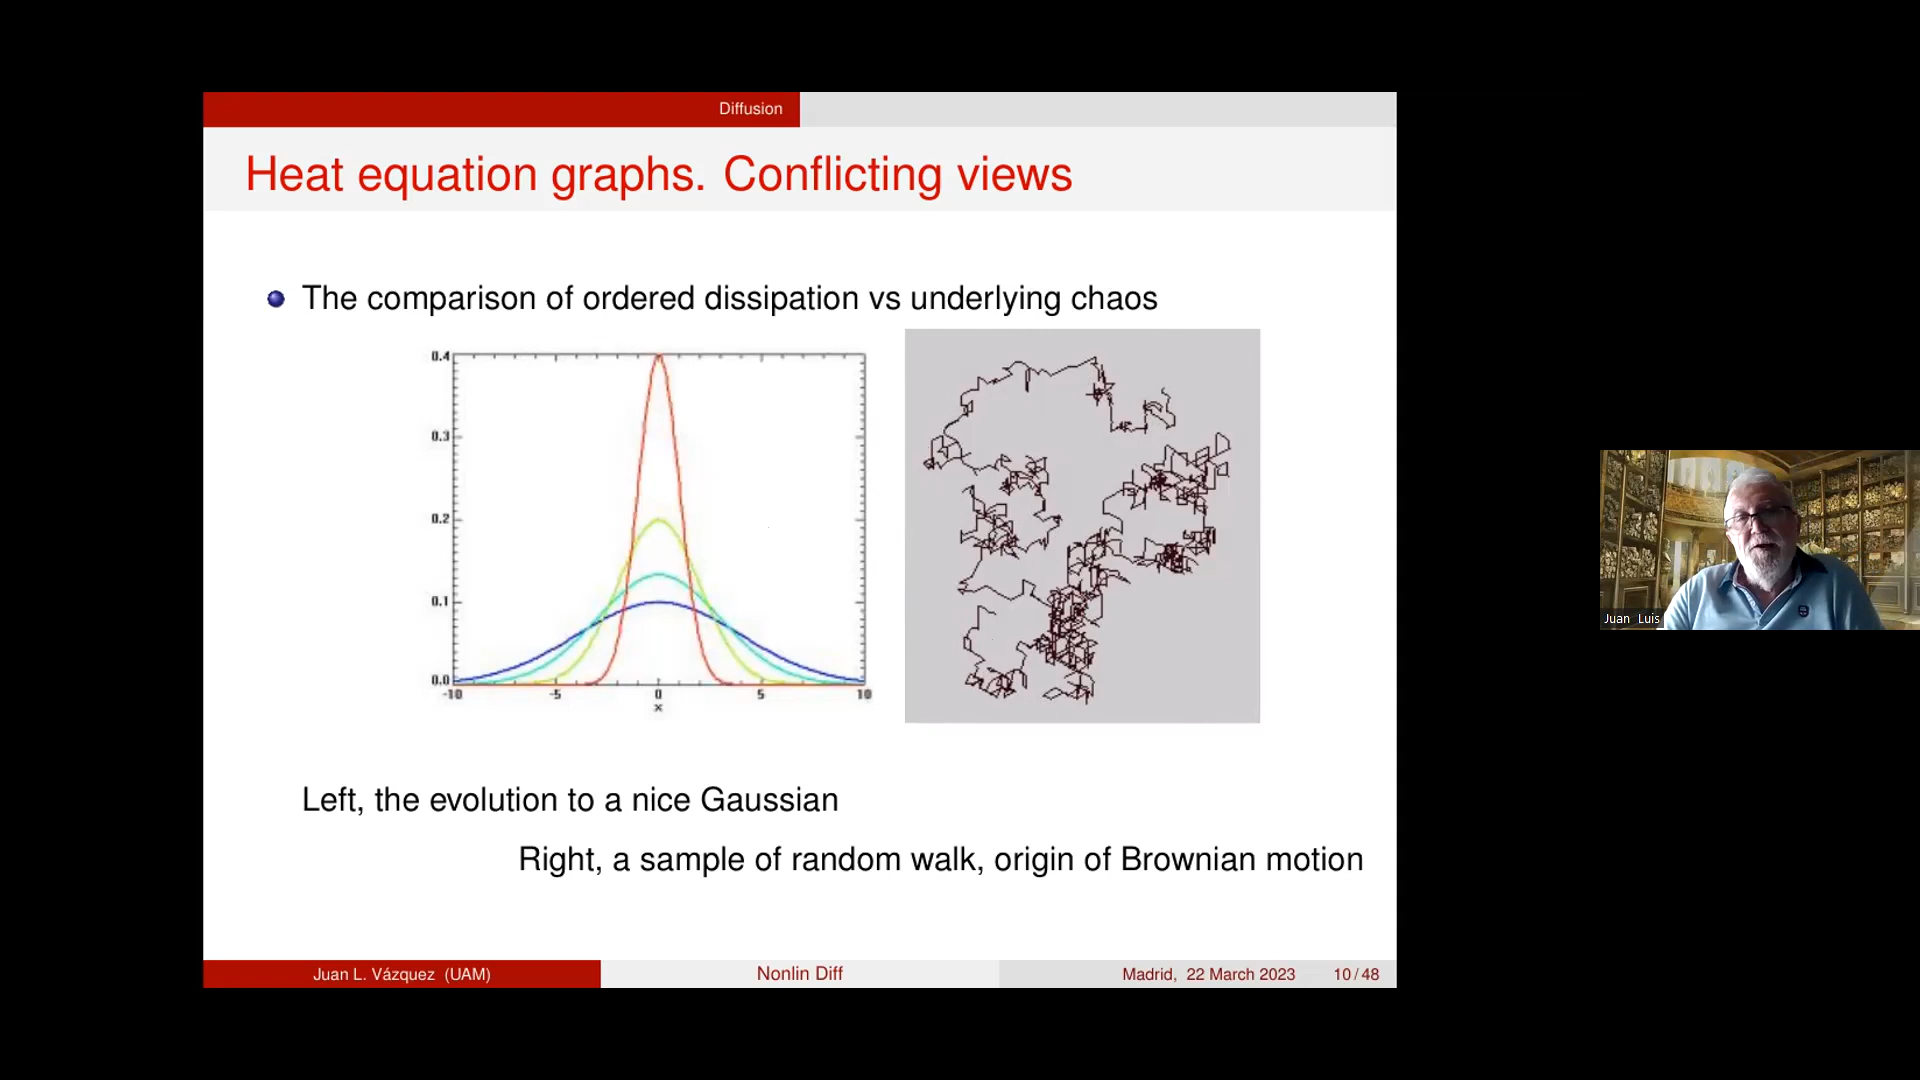 Diffusion
Heat equation graphs. Conflicting views
The comparison of ordered dissipation vs underlying chaos
0.4
0.3
0.2
0.1
0.0
-10 -5 0 5 10
x
Left, the evolution to a nice Gaussian
Right, a sample of random walk, origin of Brownian motion
Juan Luis
Juan L. Vázquez (UAM) Nonlin Diff Madrid, 22 March 2023 10 / 48